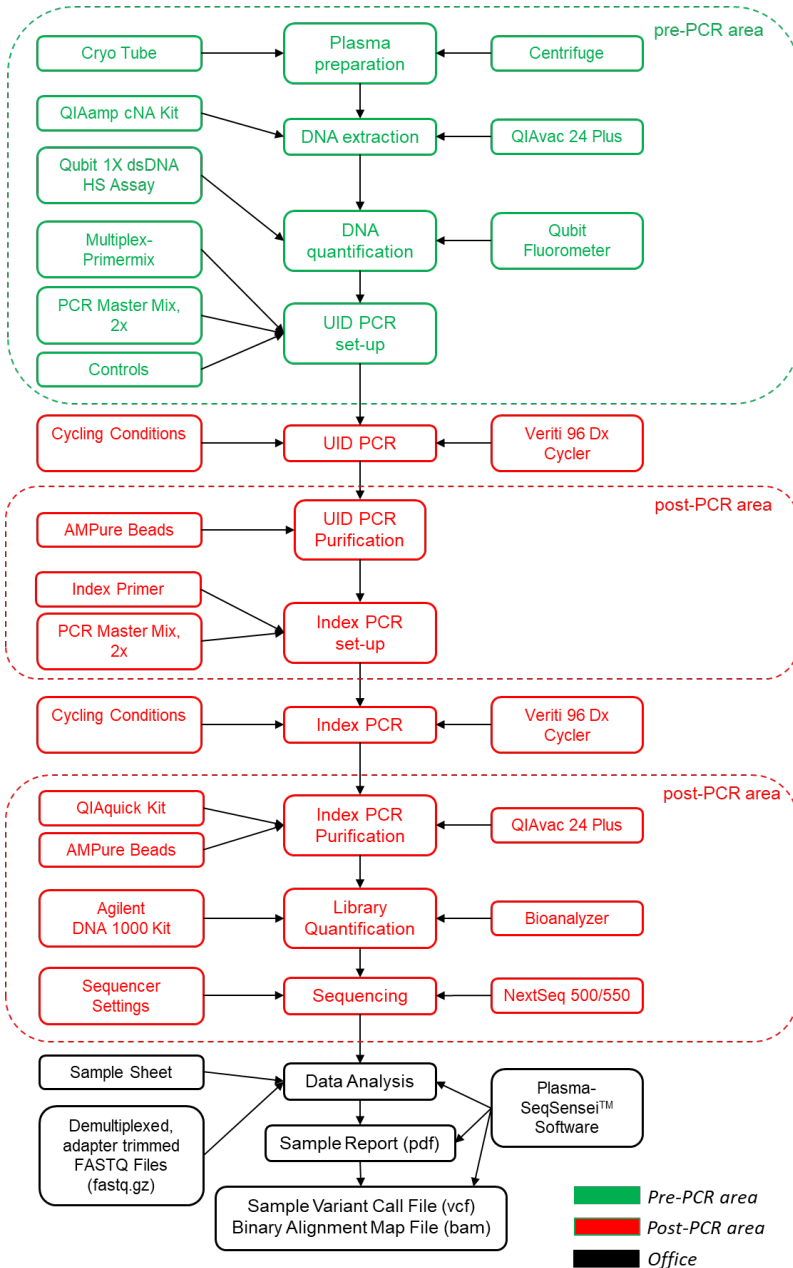 pre-PCR area
Cryo Tube
Plasma
preparation
Centrifuge
QIAamp cNA Kit
DNA extraction
QIAvac 24 Plus
Qubit 1X dsDNA
HS Assay
DNA
quantification
Qubit
Fluorometer
Multiplex-
Primermix
PCR Master Mix,
2x
Controls
UID PCR
set-up
Cycling Conditions
UID PCR
Veriti 96 Dx
Cycler
post-PCR area
AMPure Beads
UID PCR
Purification
Index Primer
PCR Master Mix,
2x
Index PCR
set-up
Cycling Conditions
Index PCR
Veriti 96 Dx
Cycler
post-PCR area
QIAquick Kit
AMPure Beads
Index PCR
Purification
QIAvac 24 Plus
Agilent
DNA 1000 Kit
Library
Quantification
Bioanalyzer
Sequencer
Settings
Sequencing
NextSeq 500/550
Sample Sheet
Data Analysis
Plasma-
SeqSensei™
Software
Demultiplexed,
adapter trimmed
FASTQ Files
(fastq.gz)
Sample Report (pdf)
Sample Variant Call File (vcf)
Binary Alignment Map File (bam)
Pre-PCR area
Post-PCR area
Office